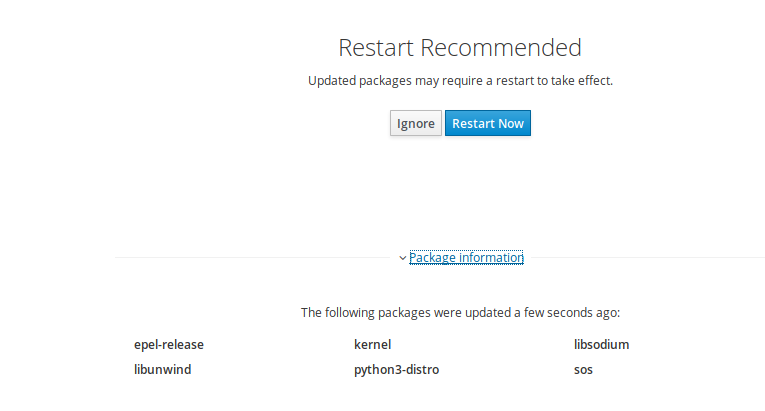 Restart Recommended
Updated packages may require a restart to take effect.
Ignore Restart Now
Package information
The following packages were updated a few seconds ago:
epel-release kernel libsodium
libunwind python3-distro sos